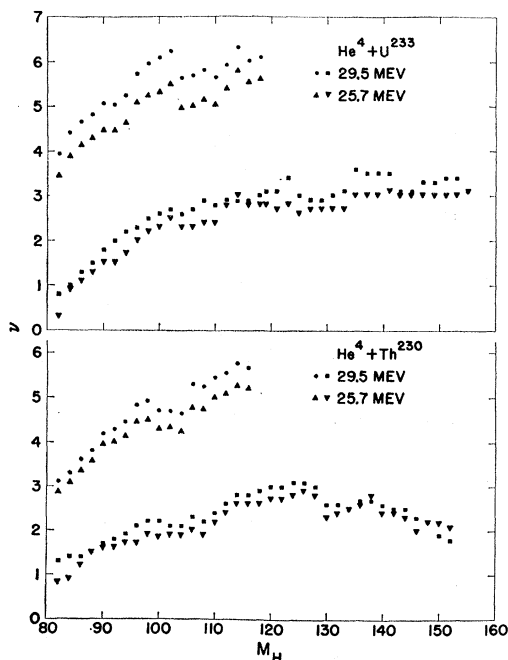 7
He⁴ + U²³³
6
• ■ 29.5 MEV
▲ ▼ 25.7 MEV
5
4
3
2
1
0
ν
He⁴ + Th²³⁰
6
• ■ 29.5 MEV
▲ ▼ 25.7 MEV
5
4
3
2
1
0
80 90 100 110 120 130 140 150 160
M_H